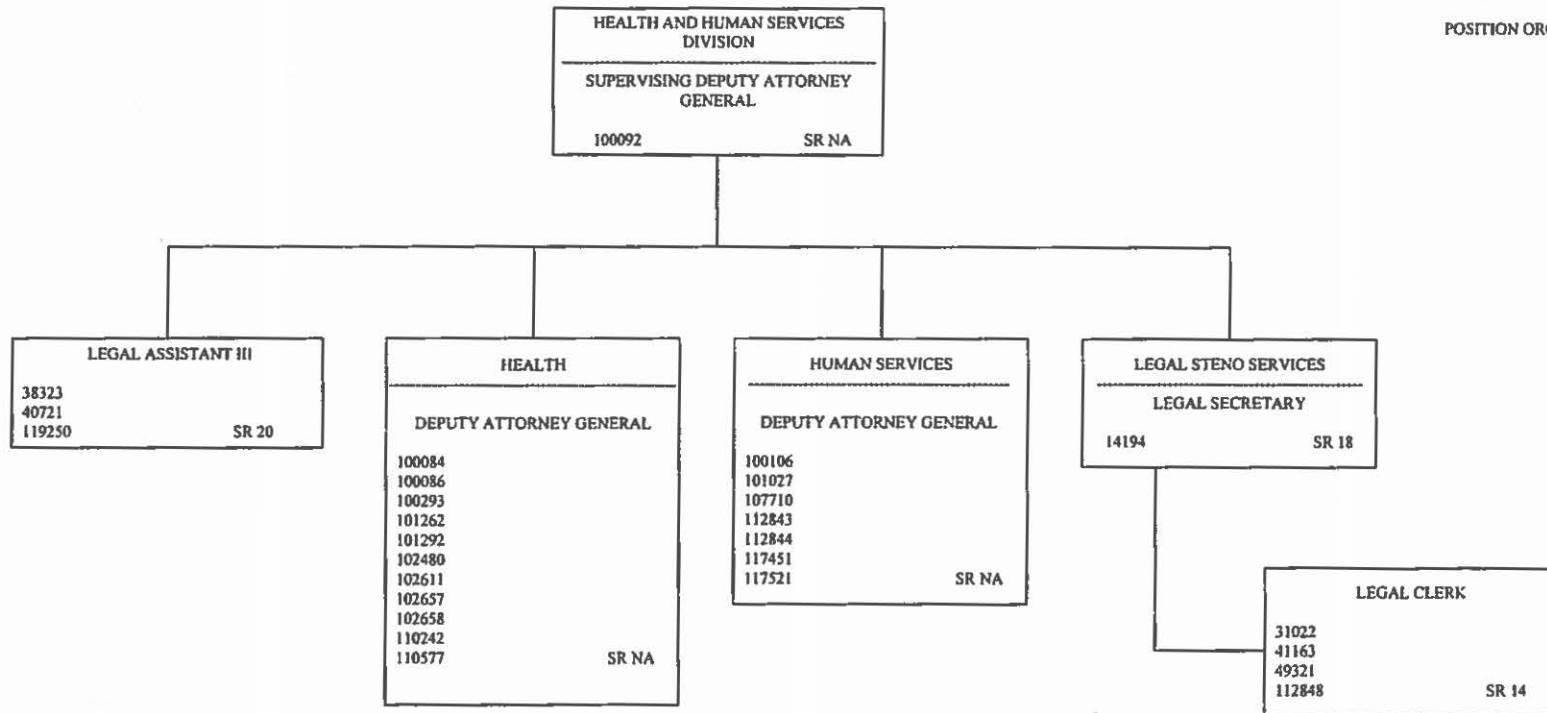 POSITION ORG
HEALTH AND HUMAN SERVICES
DIVISION
SUPERVISING DEPUTY ATTORNEY
GENERAL
100092 SR NA
LEGAL ASSISTANT III
38323
40721
119250 SR 20
HEALTH
DEPUTY ATTORNEY GENERAL
100084
100086
100293
101262
101292
102480
102611
102657
102658
110242
110577 SR NA
HUMAN SERVICES
DEPUTY ATTORNEY GENERAL
100106
101027
107710
112843
112844
117451
117521 SR NA
LEGAL STENO SERVICES
LEGAL SECRETARY
14194 SR 18
LEGAL CLERK
31022
41163
49321
112848 SR 14